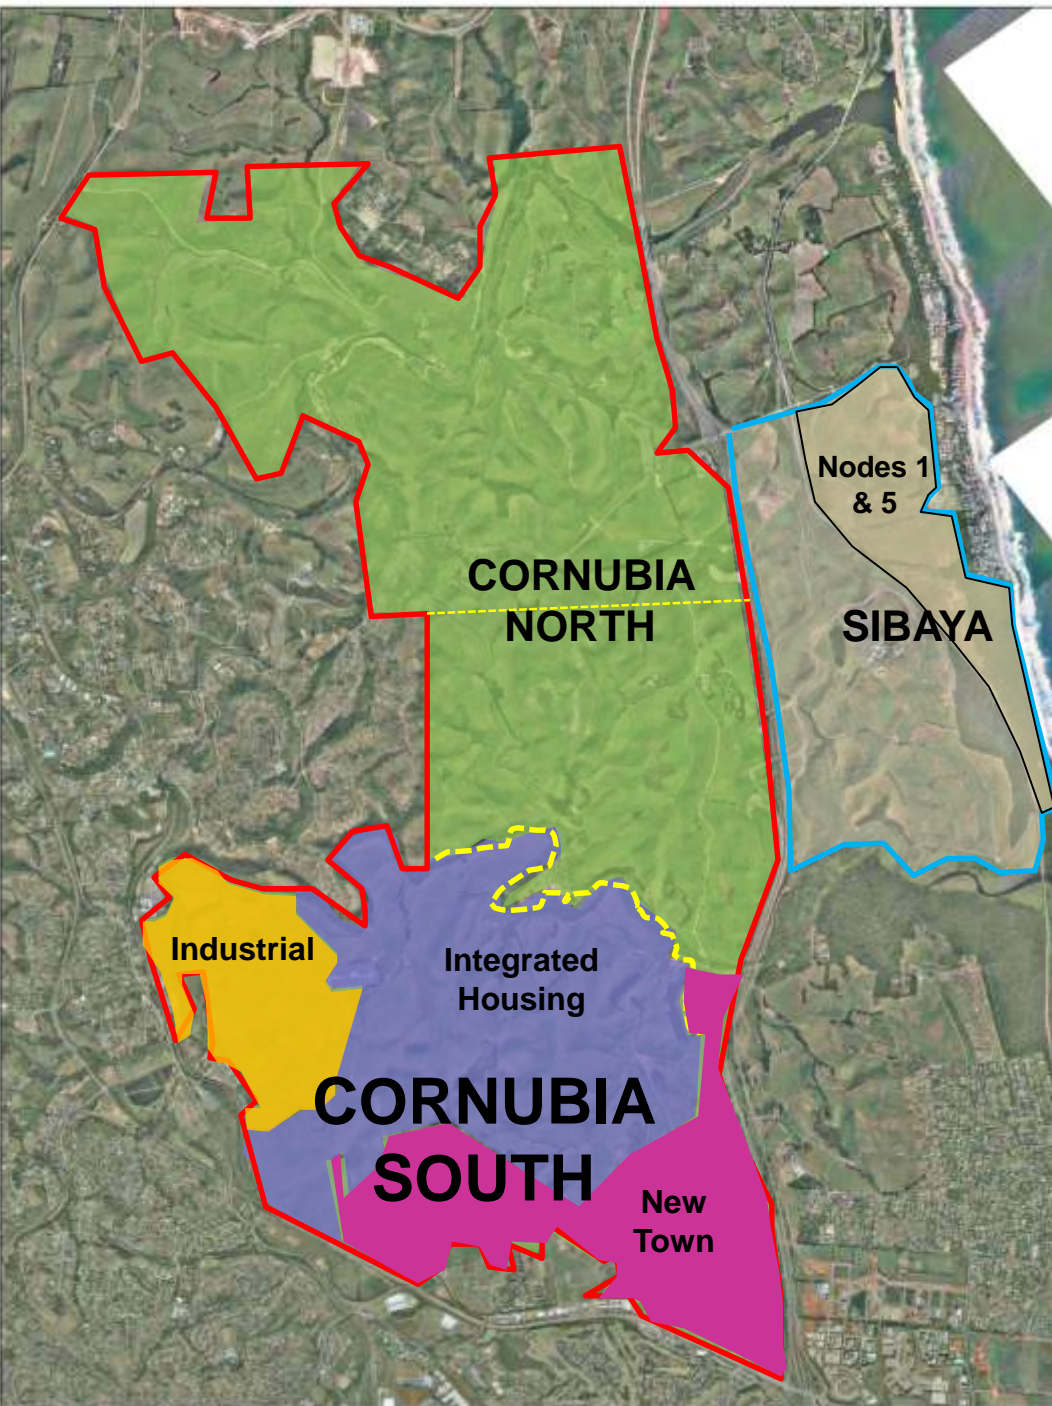 Nodes 1
& 5
CORNUBIA
NORTH
SIBAYA
Industrial
Integrated
Housing
CORNUBIA
SOUTH
New
Town